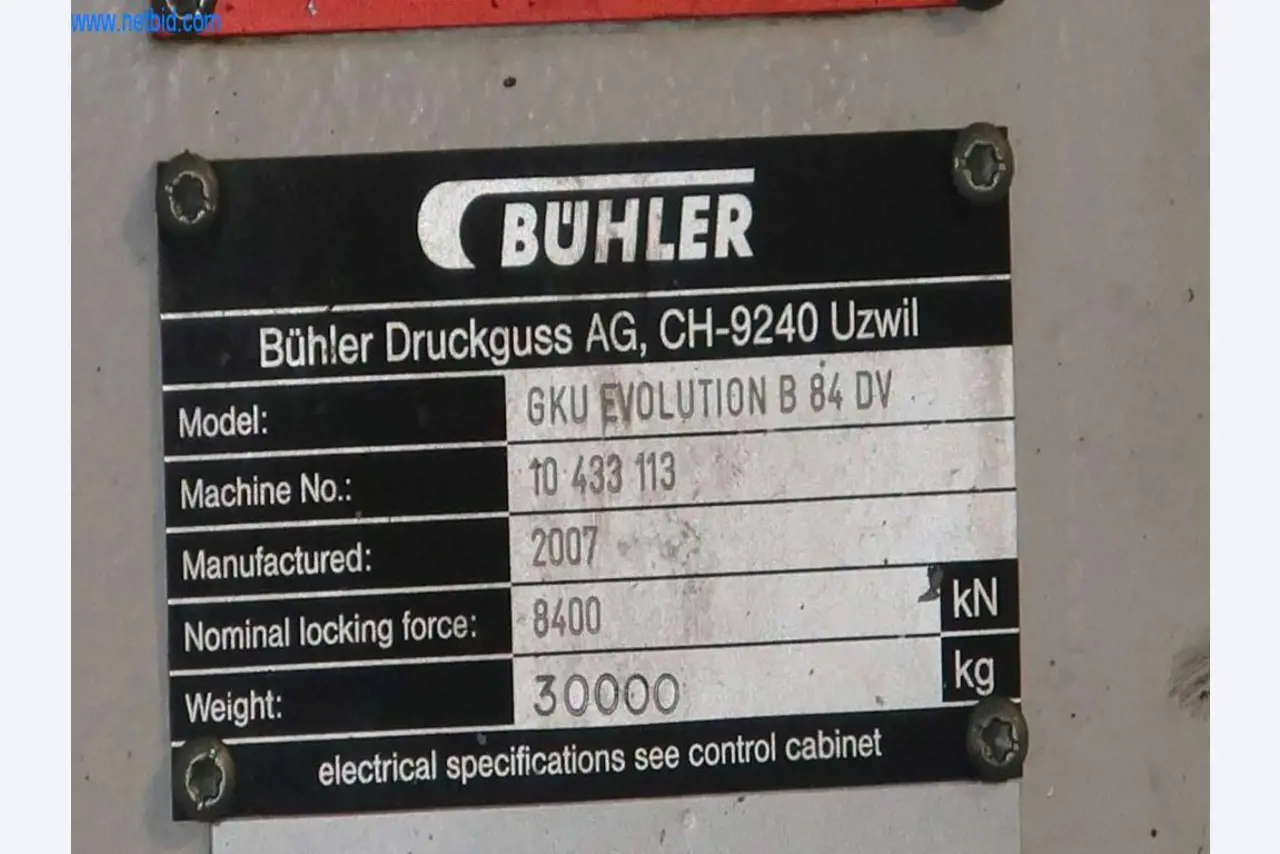 www.netbid.com
BÜHLER
Bühler Druckguss AG, CH-9240 Uzwil
Model: GKU EVOLUTION B 84 DV
Machine No.: 10 433 113
Manufactured: 2007
Nominal locking force: 8400 kN
Weight: 30000 kg
electrical specifications see control cabinet